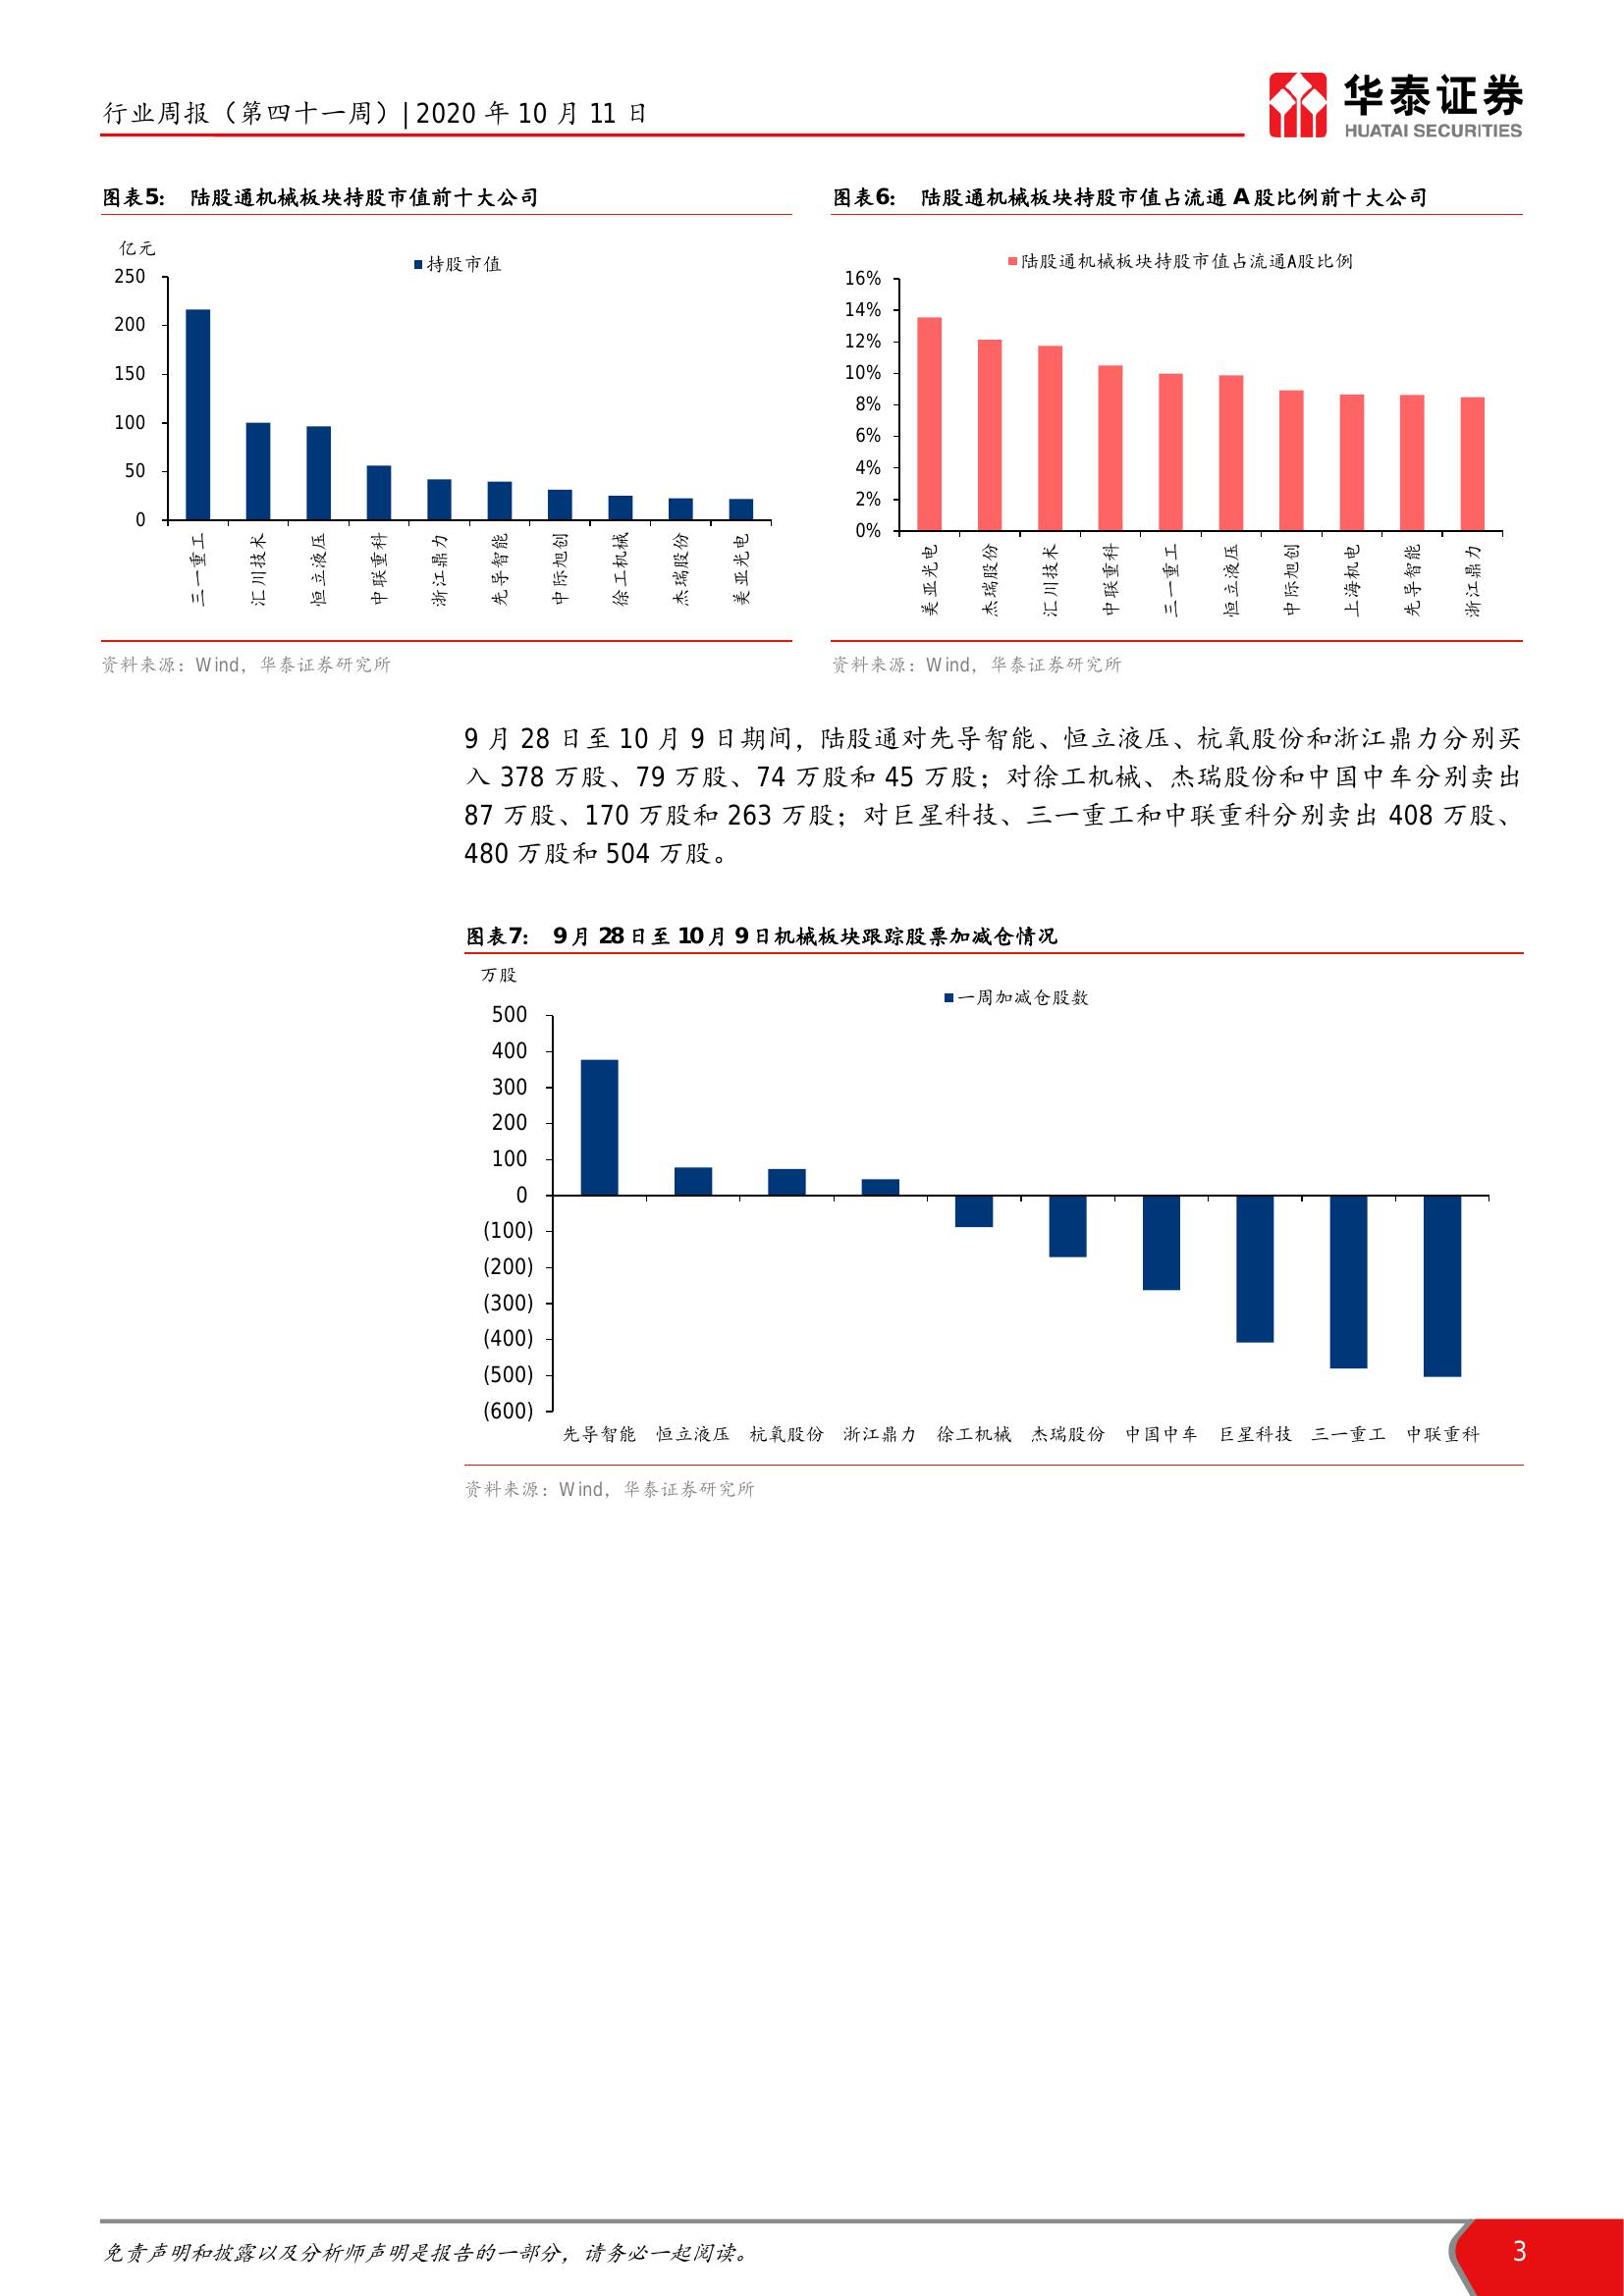 行业周报（第四十一周）| 2020 年 10 月 11 日
华泰证券
HUATAI SECURITIES
图表5： 陆股通机械板块持股市值前十大公司
亿元
持股市值
250
200
150
100
50
0
三一重工
汇川技术
恒立液压
中联重科
浙江鼎力
先导智能
中际旭创
徐工机械
杰瑞股份
美亚光电
资料来源：Wind，华泰证券研究所
图表6： 陆股通机械板块持股市值占流通 A 股比例前十大公司
陆股通机械板块持股市值占流通A股比例
16%
14%
12%
10%
8%
6%
4%
2%
0%
美亚光电
杰瑞股份
汇川技术
中联重科
三一重工
恒立液压
中际旭创
上海机电
先导智能
浙江鼎力
资料来源：Wind，华泰证券研究所
9 月 28 日至 10 月 9 日期间，陆股通对先导智能、恒立液压、杭氧股份和浙江鼎力分别买
入 378 万股、79 万股、74 万股和 45 万股；对徐工机械、杰瑞股份和中国中车分别卖出
87 万股、170 万股和 263 万股；对巨星科技、三一重工和中联重科分别卖出 408 万股、
480 万股和 504 万股。
图表7： 9 月 28 日至 10 月 9 日机械板块跟踪股票加减仓情况
万股
一周加减仓股数
500
400
300
200
100
0
(100)
(200)
(300)
(400)
(500)
(600)
先导智能 恒立液压 杭氧股份 浙江鼎力 徐工机械 杰瑞股份 中国中车 巨星科技 三一重工 中联重科
资料来源：Wind，华泰证券研究所
免责声明和披露以及分析师声明是报告的一部分，请务必一起阅读。
3